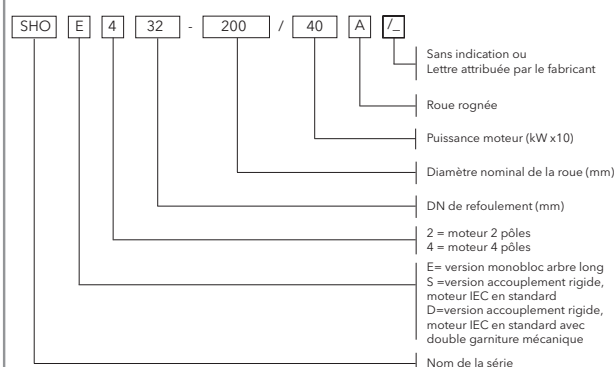 SHO E 4 32 - 200 / 40 A /_
Sans indication ou
Lettre attribuée par le fabricant
Roue rognée
Puissance moteur (kW x10)
Diamètre nominal de la roue (mm)
DN de refoulement (mm)
2 = moteur 2 pôles
4 = moteur 4 pôles
E= version monobloc arbre long
S =version accouplement rigide,
moteur IEC en standard
D=version accouplement rigide,
moteur IEC en standard avec
double garniture mécanique
Nom de la série